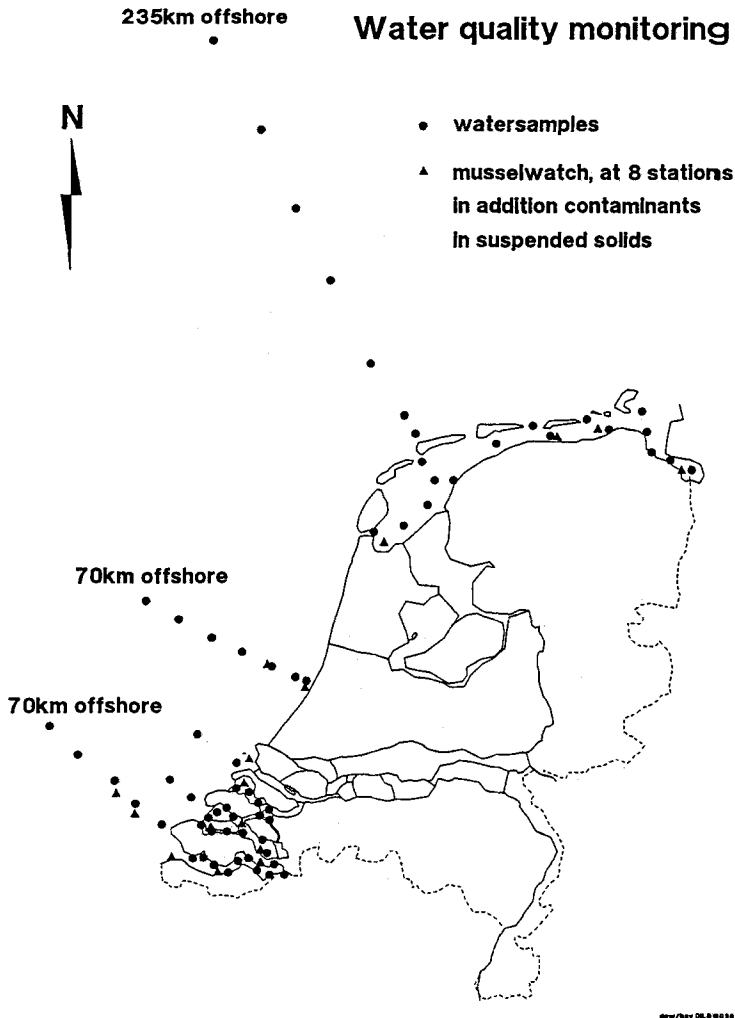 235km offshore
Water quality monitoring
N
watersamples
musselwatch, at 8 stations
in addition contaminants
in suspended solids
70km offshore
70km offshore